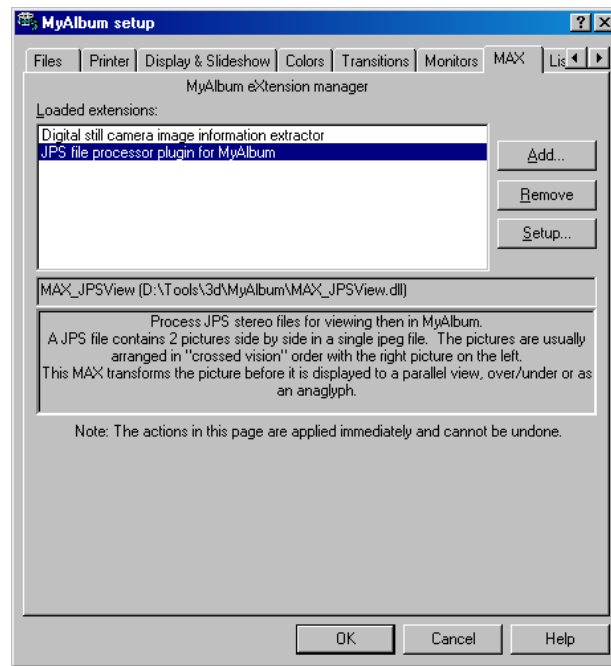 MyAlbum setup
Files Printer Display & Slideshow Colors Transitions Monitors MAX Lis
MyAlbum eXtension manager
Loaded extensions:
Digital still camera image information extractor
JPS file processor plugin for MyAlbum
Add...
Remove
Setup...
MAX_JPSView (D:\Tools\3d\MyAlbum\MAX_JPSView.dll)
Process JPS stereo files for viewing then in MyAlbum.
A JPS file contains 2 pictures side by side in a single jpeg file. The pictures are usually
arranged in "crossed vision" order with the right picture on the left.
This MAX transforms the picture before it is displayed to a parallel view, over/under or as
an anaglyph.
Note: The actions in this page are applied immediately and cannot be undone.
OK Cancel Help